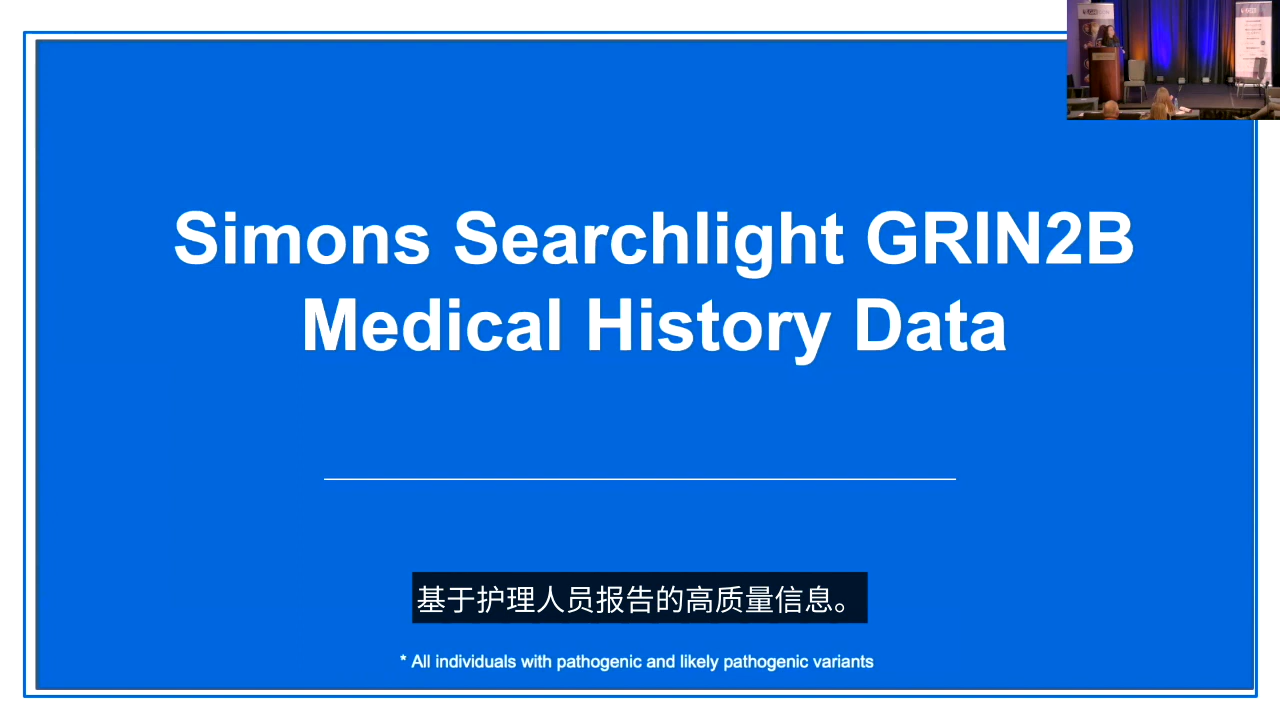 Simons Searchlight GRIN2B
Medical History Data
基于护理人员报告的高质量信息。
* All individuals with pathogenic and likely pathogenic variants